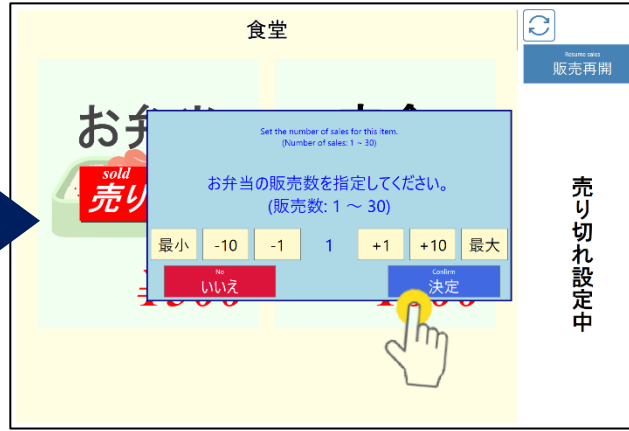 食堂
Resume sales
販売再開
お弁
sold
売り
Set the number of sales for this item.
(Number of sales: 1 ~ 30)
お弁当の販売数を指定してください。
(販売数: 1 ～ 30)
最小 -10 -1 1 +1 +10 最大
No
いいえ
Confirm
決定
売り切れ設定中